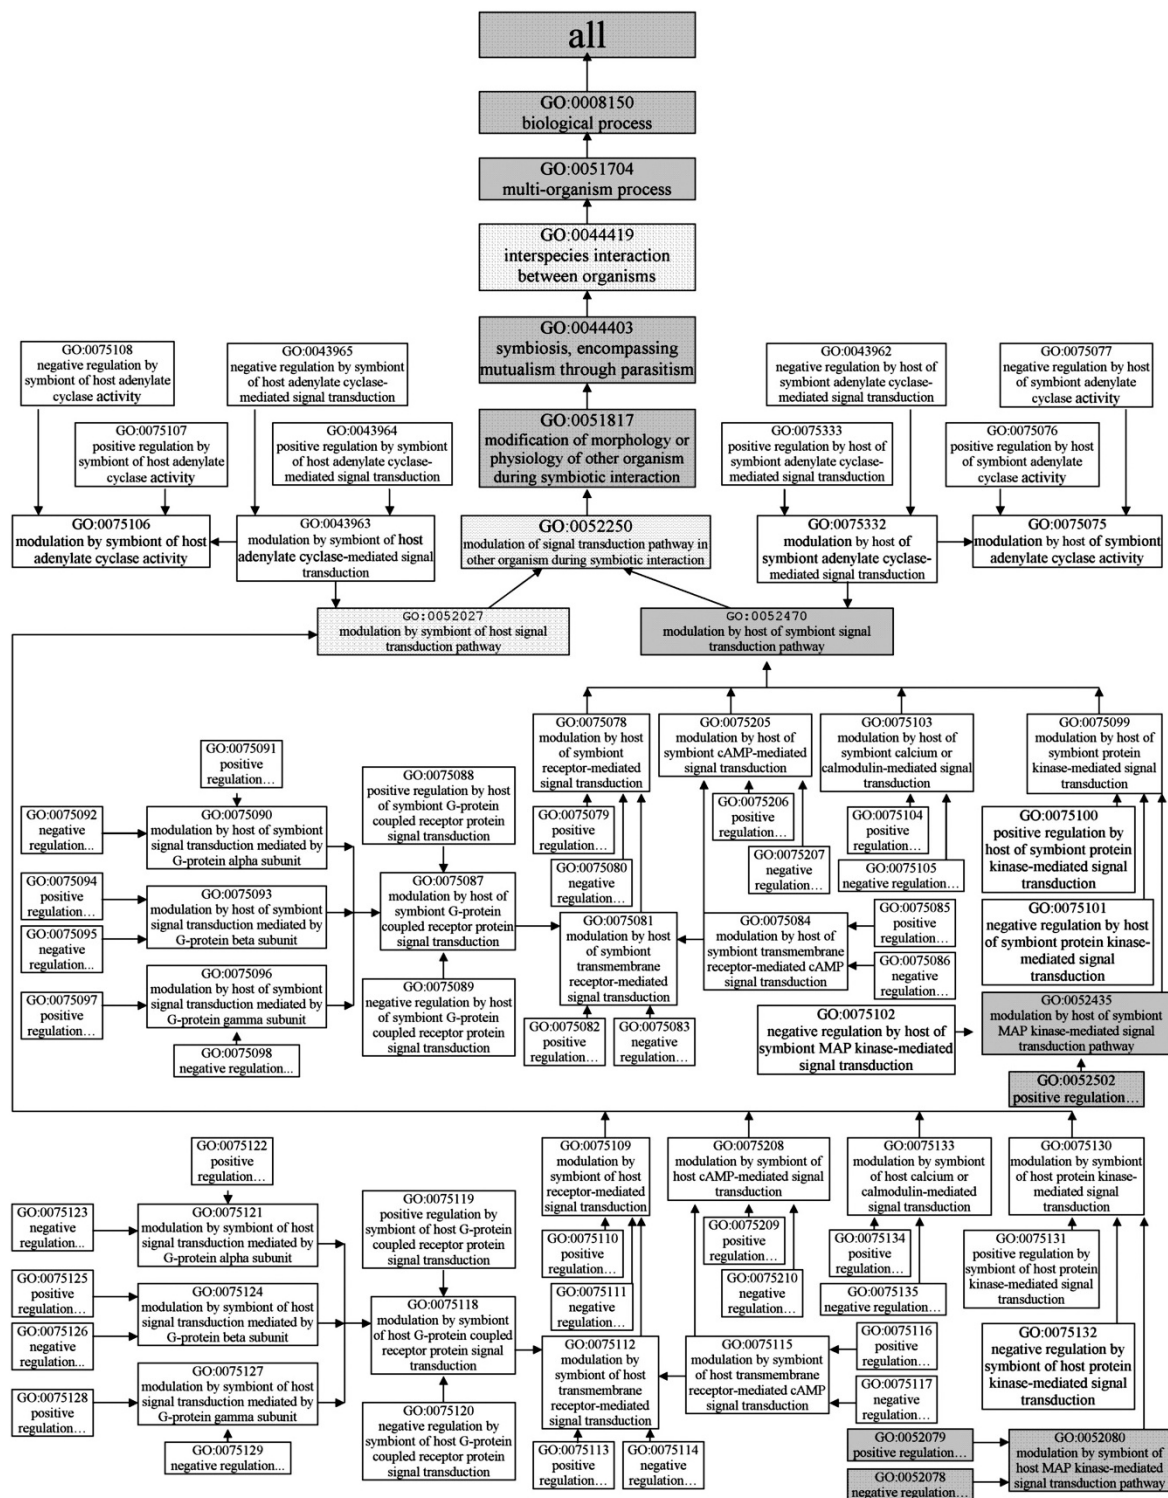 all
GO:0008150
biological process
GO:0051704
multi-organism process
GO:0044419
interspecies interaction
between organisms
GO:0044403
symbiosis, encompassing
mutualism through parasitism
GO:0051817
modification of morphology or
physiology of other organism
during symbiotic interaction
GO:0075108
negative regulation by
symbiont of host adenylate
cyclase activity
GO:0043965
negative regulation by symbiont
of host adenylate cyclase-
mediated signal transduction
GO:0075107
positive regulation by
symbiont of host adenylate
cyclase activity
GO:0043964
positive regulation by symbiont
of host adenylate cyclase-
mediated signal transduction
GO:0043962
negative regulation by host of
symbiont adenylate cyclase-
mediated signal transduction
GO:0075077
negative regulation by host
of symbiont adenylate
cyclase activity
GO:0075333
positive regulation by host of
symbiont adenylate cyclase-
mediated signal transduction
GO:0075076
positive regulation by host
of symbiont adenylate
cyclase activity
GO:0075106
modulation by symbiont of host
adenylate cyclase activity
GO:0043963
modulation by symbiont of host
adenylate cyclase-mediated signal
transduction
GO:0052250
modulation of signal transduction pathway in
other organism during symbiotic interaction
GO:0075332
modulation by host of
symbiont adenylate cyclase-
mediated signal transduction
GO:0075075
modulation by host of symbiont
adenylate cyclase activity
GO:0052027
modulation by symbiont of host signal
transduction pathway
GO:0052470
modulation by host of symbiont signal
transduction pathway
GO:0075078
modulation by host
of symbiont
receptor-mediated
signal transduction
GO:0075205
modulation by host of
symbiont cAMP-mediated
signal transduction
GO:0075103
modulation by host of
symbiont calcium or
calmodulin-mediated signal
transduction
GO:0075099
modulation by host of
symbiont protein
kinase-mediated signal
transduction
GO:0075091
positive
regulation…
GO:0075088
positive regulation by host
of symbiont G-protein
coupled receptor protein
signal transduction
GO:0075092
negative
regulation...
GO:0075090
modulation by host of symbiont
signal transduction mediated by
G-protein alpha subunit
GO:0075079
positive
regulation…
GO:0075080
negative
regulation…
GO:0075206
positive
regulation…
GO:0075207
negative
regulation…
GO:0075104
positive
regulation…
GO:0075105
negative regulation…
GO:0075100
positive regulation by
host of symbiont protein
kinase-mediated signal
transduction
GO:0075094
positive
regulation…
GO:0075095
negative
regulation...
GO:0075093
modulation by host of symbiont
signal transduction mediated by
G-protein beta subunit
GO:0075087
modulation by host of
symbiont G-protein
coupled receptor protein
signal transduction
GO:0075081
modulation by host
of symbiont
transmembrane
receptor-mediated
signal transduction
GO:0075084
modulation by host of
symbiont transmembrane
receptor-mediated cAMP
signal transduction
GO:0075085
positive
regulation…
GO:0075086
negative
regulation…
GO:0075101
negative regulation by
host of symbiont protein kinase-
mediated signal
transduction
GO:0075097
positive
regulation…
GO:0075096
modulation by host of symbiont
signal transduction mediated by
G-protein gamma subunit
GO:0075098
negative regulation...
GO:0075089
negative regulation by host
of symbiont G-protein
coupled receptor protein
signal transduction
GO:0075082
positive
regulation…
GO:0075083
negative
regulation…
GO:0075102
negative regulation by host of
symbiont MAP kinase-mediated
signal transduction
GO:0052435
modulation by host of symbiont
MAP kinase-mediated signal
transduction pathway
GO:0052502
positive regulation…
GO:0075122
positive
regulation…
GO:0075109
modulation by
symbiont of host
receptor-mediated
signal transduction
GO:0075208
modulation by symbiont of
host cAMP-mediated signal
transduction
GO:0075133
modulation by symbiont
of host calcium or
calmodulin-mediated signal
transduction
GO:0075130
modulation by symbiont
of host protein kinase-
mediated signal
transduction
GO:0075123
negative
regulation...
GO:0075121
modulation by symbiont of host
signal transduction mediated by
G-protein alpha subunit
GO:0075119
positive regulation by
symbiont of host G-protein
coupled receptor protein
signal transduction
GO:0075110
positive
regulation…
GO:0075111
negative
regulation…
GO:0075209
positive
regulation…
GO:0075210
negative
regulation…
GO:0075134
positive
regulation…
GO:0075135
negative regulation…
GO:0075131
positive regulation by
symbiont of host protein
kinase-mediated signal
transduction
GO:0075125
positive
regulation…
GO:0075126
negative
regulation...
GO:0075124
modulation by symbiont of host
signal transduction mediated by
G-protein beta subunit
GO:0075118
modulation by symbiont
of host G-protein coupled
receptor protein signal
transduction
GO:0075112
modulation by
symbiont of host
transmembrane
receptor-mediated
signal transduction
GO:0075115
modulation by symbiont
of host transmembrane
receptor-mediated cAMP
signal transduction
GO:0075116
positive
regulation…
GO:0075117
negative
regulation…
GO:0075132
negative regulation by
symbiont of host protein
kinase-mediated signal
transduction
GO:0075128
positive
regulation…
GO:0075127
modulation by symbiont of host
signal transduction mediated by
G-protein gamma subunit
GO:0075129
negative regulation...
GO:0075120
negative regulation by
symbiont of host G-protein
coupled receptor protein
signal transduction
GO:0075113
positive
regulation…
GO:0075114
negative
regulation…
GO:0052079
positive regulation…
GO:0052078
negative regulation…
GO:0052080
modulation by symbiont of
host MAP kinase-mediated
signal transduction pathway